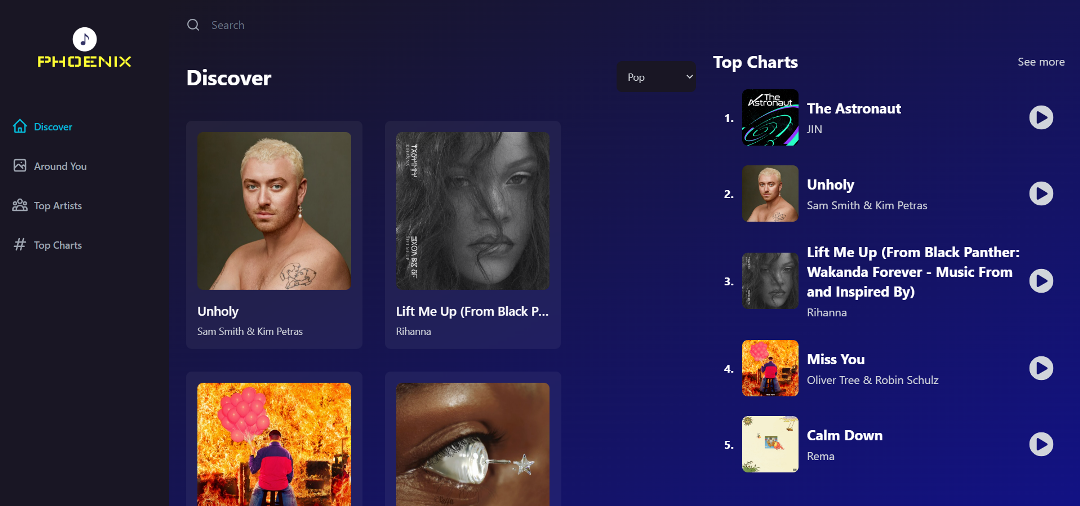 PHOENIX
Discover
Around You
Top Artists
Top Charts
Search
Discover
Pop
Unholy
Sam Smith & Kim Petras
Lift Me Up (From Black P...
Rihanna
Top Charts
See more
1.
The Astronaut
The Astronaut
JIN
2.
Unholy
Sam Smith & Kim Petras
3.
Lift Me Up (From Black Panther:
Wakanda Forever - Music From
and Inspired By)
Rihanna
4.
Miss You
Oliver Tree & Robin Schulz
5.
Calm Down
Rema